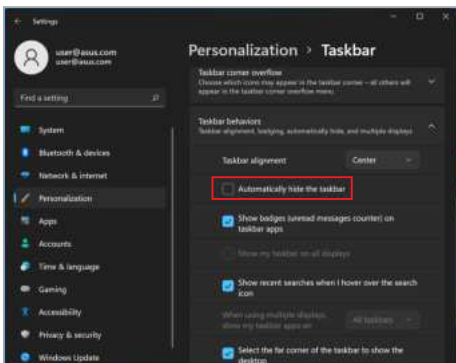 Settings
user@asus.com
user@asus.com
Find a setting
System
Bluetooth & devices
Network & internet
Personalization
Apps
Accounts
Time & language
Gaming
Accessibility
Privacy & security
Windows Update
Personalization > Taskbar
Taskbar corner overflow
Choose which icons may appear in the taskbar corner – all others will
appear in the taskbar corner overflow menu
Taskbar behaviors
Taskbar alignment, badging, automatically hide, and multiple displays
Taskbar alignment
Center
Automatically hide the taskbar
Show badges (unread messages counter) on
taskbar apps
Show my taskbar on all displays
Show recent searches when I hover over the search
icon
When using multiple displays,
show my taskbar apps on
All taskbars
Select the far corner of the taskbar to show the
desktop